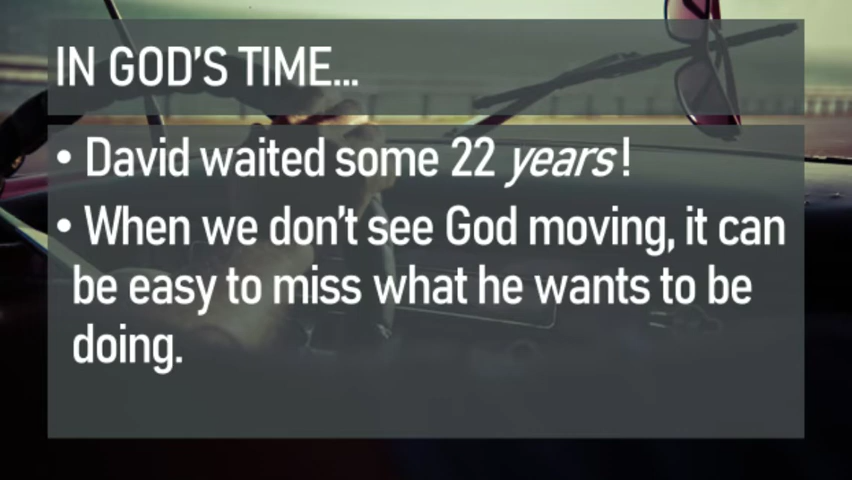 IN GOD'S TIME...
• David waited some 22 years!
• When we don't see God moving, it can
be easy to miss what he wants to be
doing.